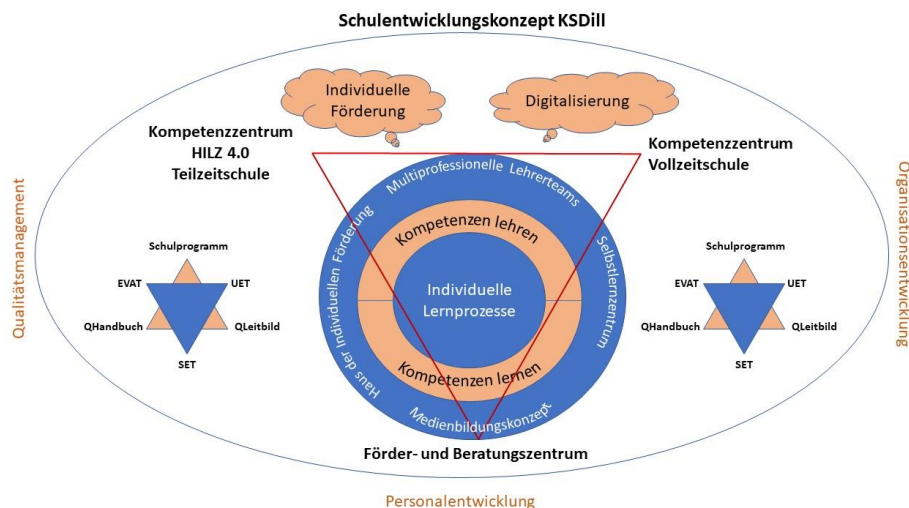 Schulentwicklungskonzept KSDill
Individuelle
Förderung
Digitalisierung
Kompetenzzentrum
HILZ 4.0
Teilzeitschule
Kompetenzzentrum
Vollzeitschule
Qualitätsmanagement
Organisationsentwicklung
Multiprofessionelle Lehrerteams
Haus der Individuellen Förderung
Selbstlernzentrum
Medienbildungskonzept
Kompetenzen lehren
Individuelle
Lernprozesse
Kompetenzen lernen
Schulprogramm
EVAT
UET
QHandbuch
QLeitbild
SET
Schulprogramm
EVAT
UET
QHandbuch
QLeitbild
SET
Förder- und Beratungszentrum
Personalentwicklung